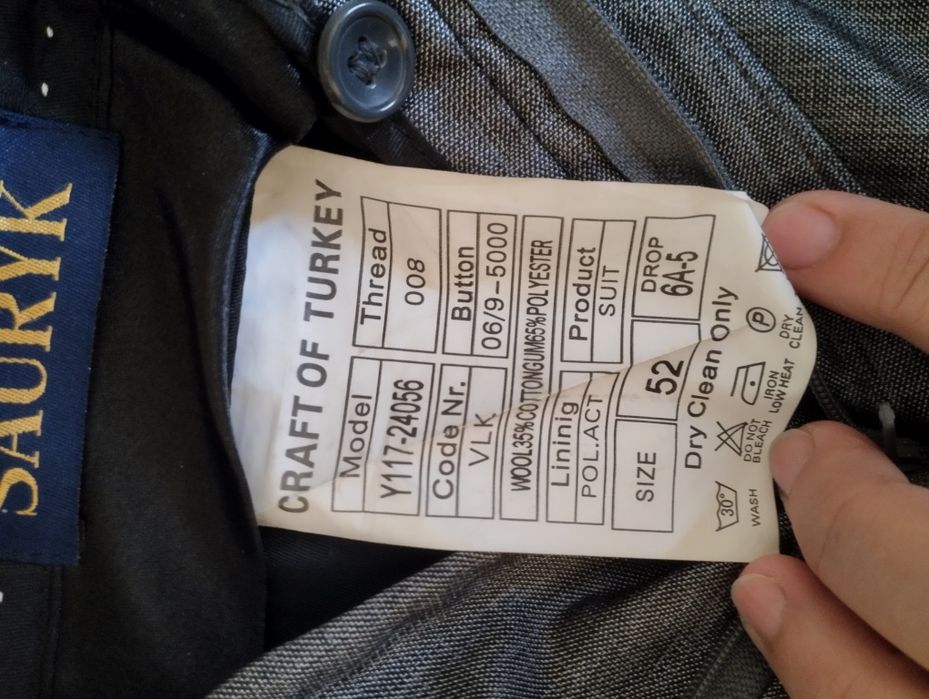 SAURYK
CRAFT OF TURKEY
Model Thread
Y117-24056 008
Code Nr. Button
VLK 06/9-5000
WOOL35%COTTONGUM65%POLYESTER
Lininig Product
POL.ACT SUIT
SIZE 52 DROP
6A-5
Dry Clean Only
30°
P
WASH DO NOT BLEACH IRON LOW HEAT DRY CLEAN